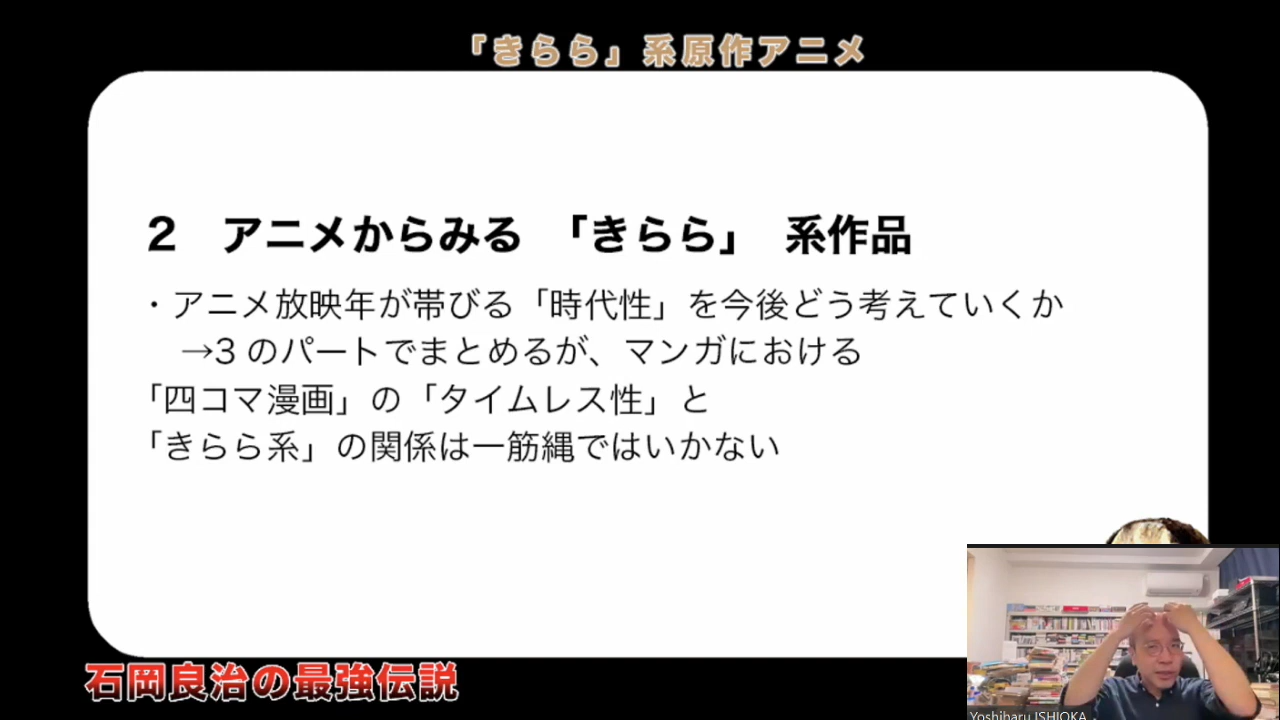 「きらら」系原作アニメ
2 アニメからみる 「きらら」 系作品
・アニメ放映年が帯びる「時代性」を今後どう考えていくか
→3 のパートでまとめるが、マンガにおける
「四コマ漫画」の「タイムレス性」と
「きらら系」の関係は一筋縄ではいかない
石岡良治の最強伝説
Yoshiharu ISHIOKA